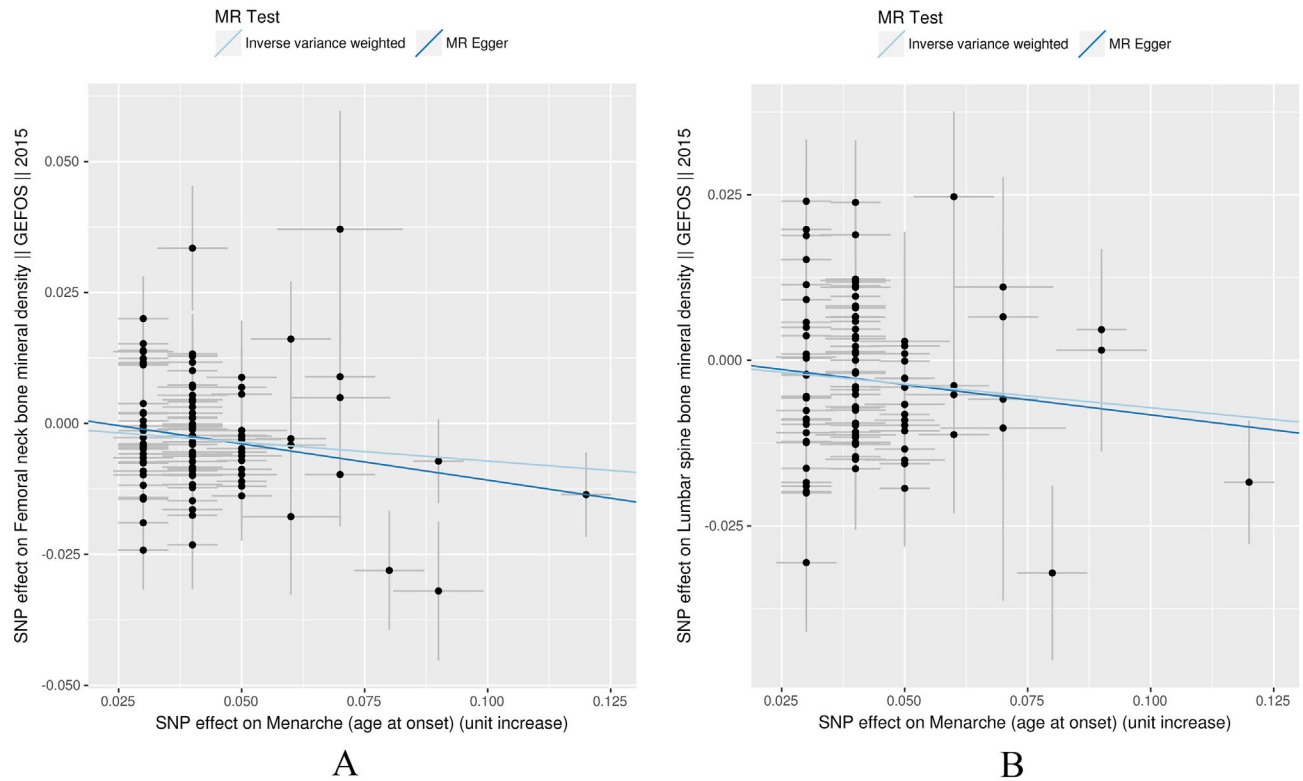 MR Test
Inverse variance weighted
MR Egger
SNP effect on Femoral neck bone mineral density || GEFOS || 2015
0.050
0.025
0.000
-0.025
-0.050
0.025
0.050
0.075
0.100
0.125
SNP effect on Menarche (age at onset) (unit increase)
A
MR Test
Inverse variance weighted
MR Egger
SNP effect on Lumbar spine bone mineral density || GEFOS || 2015
0.025
0.000
-0.025
0.025
0.050
0.075
0.100
0.125
SNP effect on Menarche (age at onset) (unit increase)
B